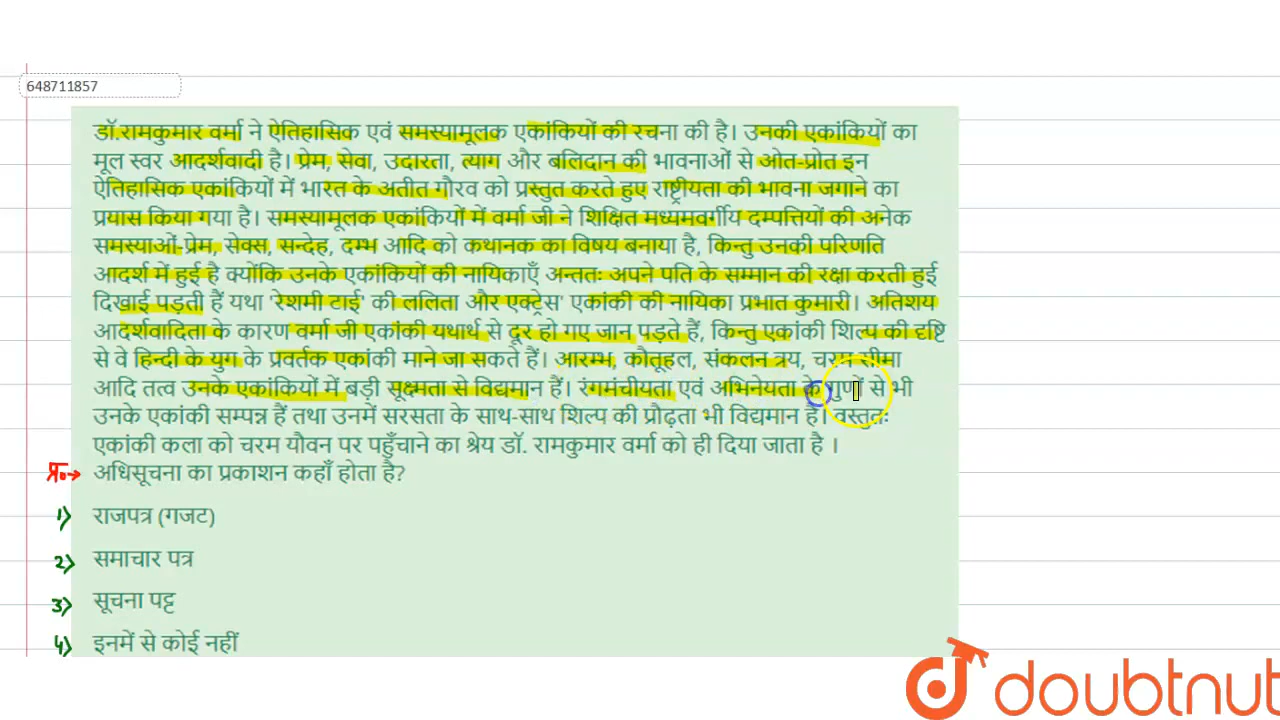 648711857
डॉ.रामकुमार वर्मा ने ऐतिहासिक एवं समस्यामूलक एकांकियों की रचना की है। उनकी एकांकियों का
मूल स्वर आदर्शवादी है। प्रेम, सेवा, उदारता, त्याग और बलिदान की भावनाओं से ओत-प्रोत इन
ऐतिहासिक एकांकियों में भारत के अतीत गौरव को प्रस्तुत करते हुए राष्ट्रीयता की भावना जगाने का
प्रयास किया गया है। समस्यामूलक एकांकियों में वर्मा जी ने शिक्षित मध्यमवर्गीय दम्पत्तियों की अनेक
समस्याओं-प्रेम, सेक्स, सन्देह, दम्भ आदि को कथानक का विषय बनाया है, किन्तु उनकी परिणति
आदर्श में हुई है क्योंकि उनके एकांकियों की नायिकाएँ अन्ततः अपने पति के सम्मान की रक्षा करती हुई
दिखाई पड़ती हैं यथा 'रेशमी टाई' की ललिता और एक्ट्रेस' एकांकी की नायिका प्रभात कुमारी। अतिशय
आदर्शवादिता के कारण वर्मा जी एकांकी यथार्थ से दूर हो गए जान पड़ते हैं, किन्तु एकांकी शिल्प की दृष्टि
से वे हिन्दी के युग के प्रवर्तक एकांकी माने जा सकते हैं। आरम्भ, कौतूहल, संकलन त्रय, चरम सीमा
आदि तत्व उनके एकांकियों में बड़ी सूक्ष्मता से विद्यमान हैं। रंगमंचीयता एवं अभिनेयता के गुणों से भी
उनके एकांकी सम्पन्न हैं तथा उनमें सरसता के साथ-साथ शिल्प की प्रौढ़ता भी विद्यमान है। वस्तुतः
एकांकी कला को चरम यौवन पर पहुँचाने का श्रेय डॉ. रामकुमार वर्मा को ही दिया जाता है ।
प्र०→ अधिसूचना का प्रकाशन कहाँ होता है?
1) राजपत्र (गजट)
2) समाचार पत्र
3) सूचना पट्ट
4) इनमें से कोई नहीं
doubtnut